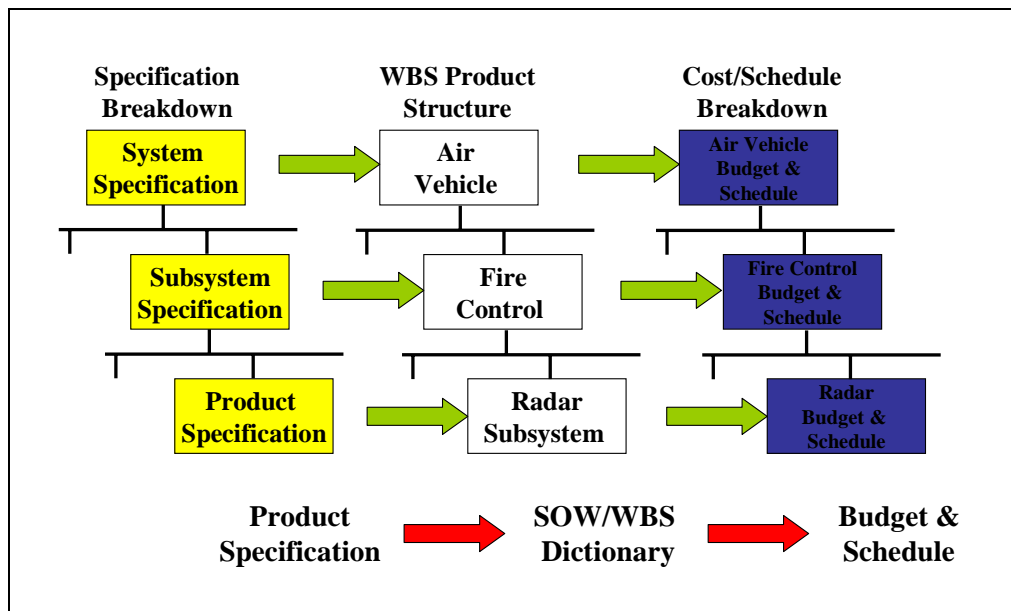 Specification
Breakdown
WBS Product
Structure
Cost/Schedule
Breakdown
System
Specification
Air
Vehicle
Air Vehicle
Budget &
Schedule
Subsystem
Specification
Fire
Control
Fire Control
Budget &
Schedule
Product
Specification
Radar
Subsystem
Radar
Budget &
Schedule
Product
Specification
SOW/WBS
Dictionary
Budget &
Schedule